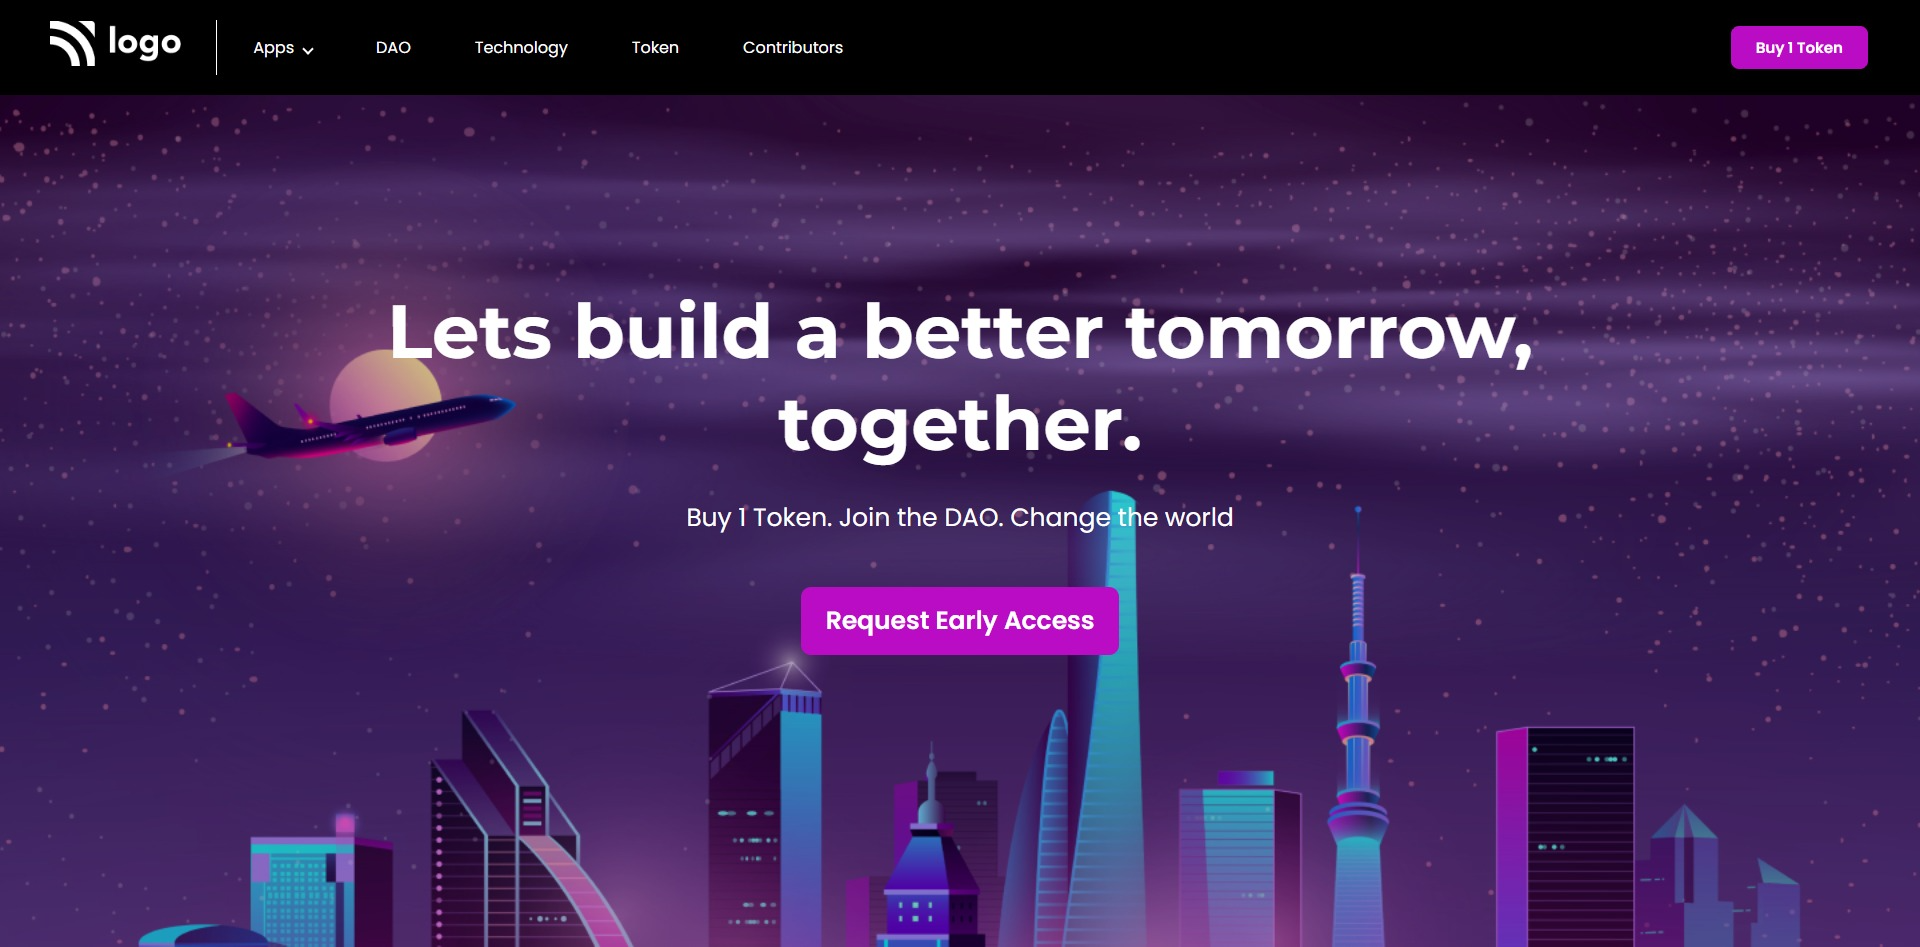 logo
Apps
DAO
Technology
Token
Contributors
Buy 1 Token
Lets build a better tomorrow,
together.
Buy 1 Token. Join the DAO. Change the world
Request Early Access